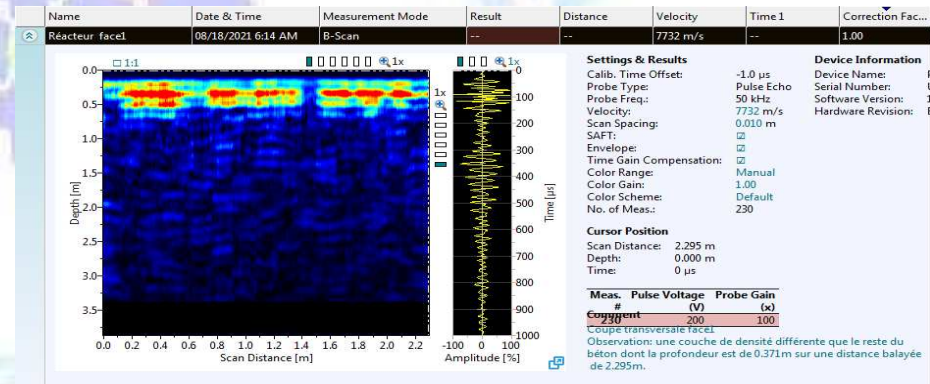 Name Date & Time Measurement Mode Result Distance Velocity Time 1 Correction Fac...
Réacteur face1 08/18/2021 6:14 AM B-Scan -- -- 7732 m/s -- 1.00
1:1 1x 1x
Settings & Results Device Information
Calib. Time Offset: -1.0 µs Device Name:
Probe Type: Pulse Echo Serial Number:
Probe Freq.: 50 kHz Software Version: 1
Velocity: 7732 m/s Hardware Revision:
Scan Spacing: 0.010 m
SAFT:
Envelope:
Time Gain Compensation:
Color Range: Manual
Color Gain: 1.00
Color Scheme: Default
No. of Meas.: 230
Cursor Position
Scan Distance: 2.295 m
Depth: 0.000 m
Time: 0 µs
Meas. # Pulse Voltage (V) Probe Gain (x)
230 200 100
Comment
Coupe transversale face1
Observation: une couche de densité différente que le reste du
béton dont la profondeur est de 0.371m sur une distance balayée
de 2.295m.
Depth [m]
0.0
0.5
1.0
1.5
2.0
2.5
3.0
3.5
0.0 0.2 0.4 0.6 0.8 1.0 1.2 1.4 1.6 1.8 2.0 2.2
Scan Distance [m]
1x
0
100
200
300
400
500
600
700
800
900
1000
Time [µs]
-100 0 100
Amplitude [%]